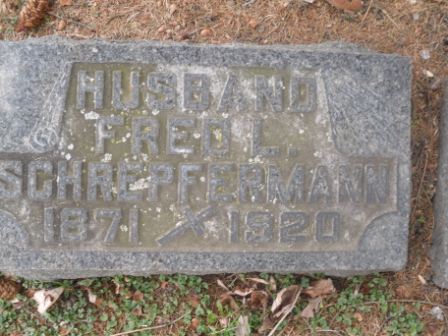 HUSBAND
FRED L.
SCHREPFERMANN
1871 1920